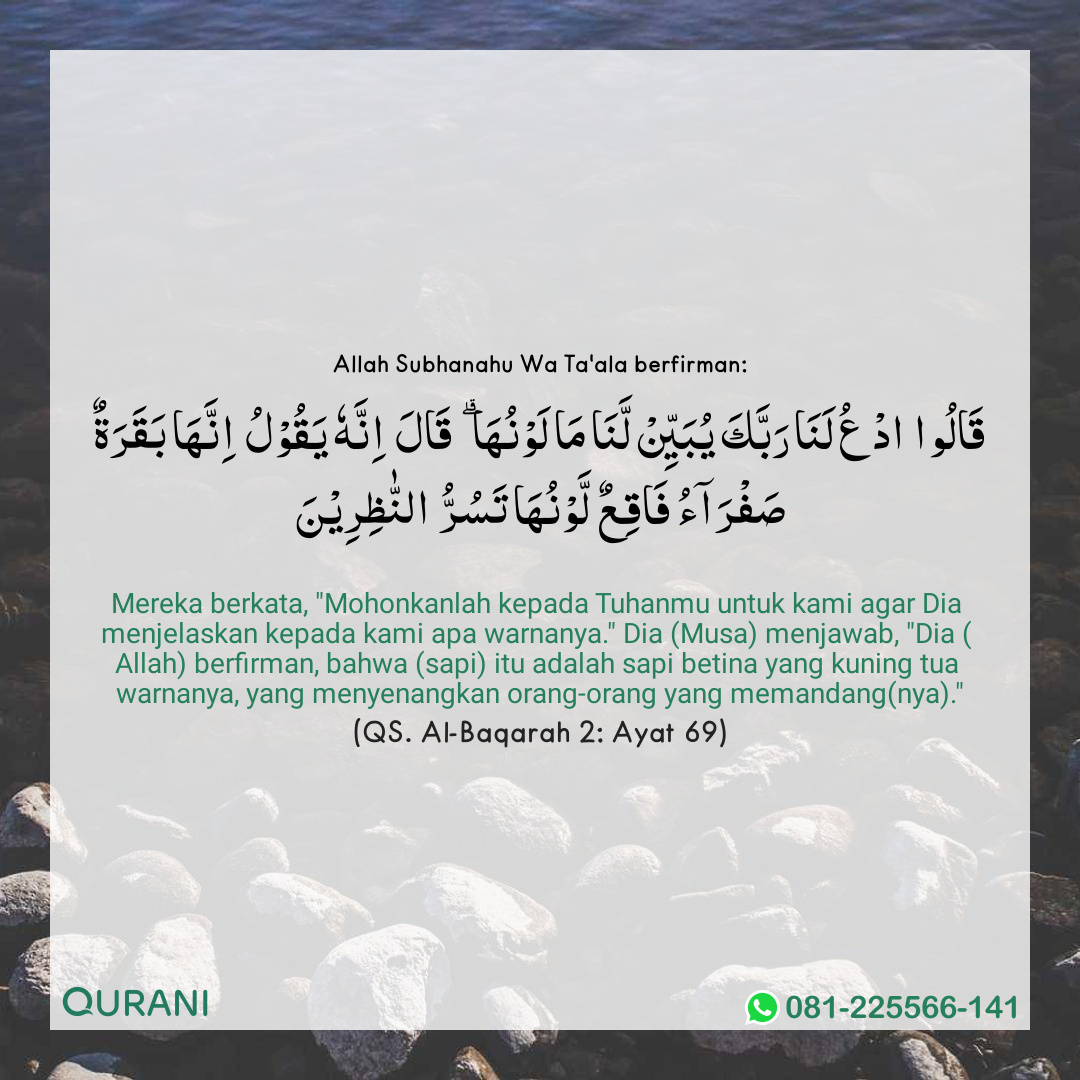 Allah Subhanahu Wa Ta'ala berfirman:
قَالُوا ادْعُ لَنَا رَبَّكَ يُبَيِّنْ لَّنَا مَا لَوْنُهَا ۗ قَالَ اِنَّهٗ يَقُوْلُ اِنَّهَا بَقَرَةٌ
صَفْرَآءُ فَاقِعٌ لَّوْنُهَا تَسُرُّ النّٰظِرِيْنَ
Mereka berkata, "Mohonkanlah kepada Tuhanmu untuk kami agar Dia
menjelaskan kepada kami apa warnanya." Dia (Musa) menjawab, "Dia (
Allah) berfirman, bahwa (sapi) itu adalah sapi betina yang kuning tua
warnanya, yang menyenangkan orang-orang yang memandang(nya)."
(QS. Al-Baqarah 2: Ayat 69)
QURANI
081-225566-141